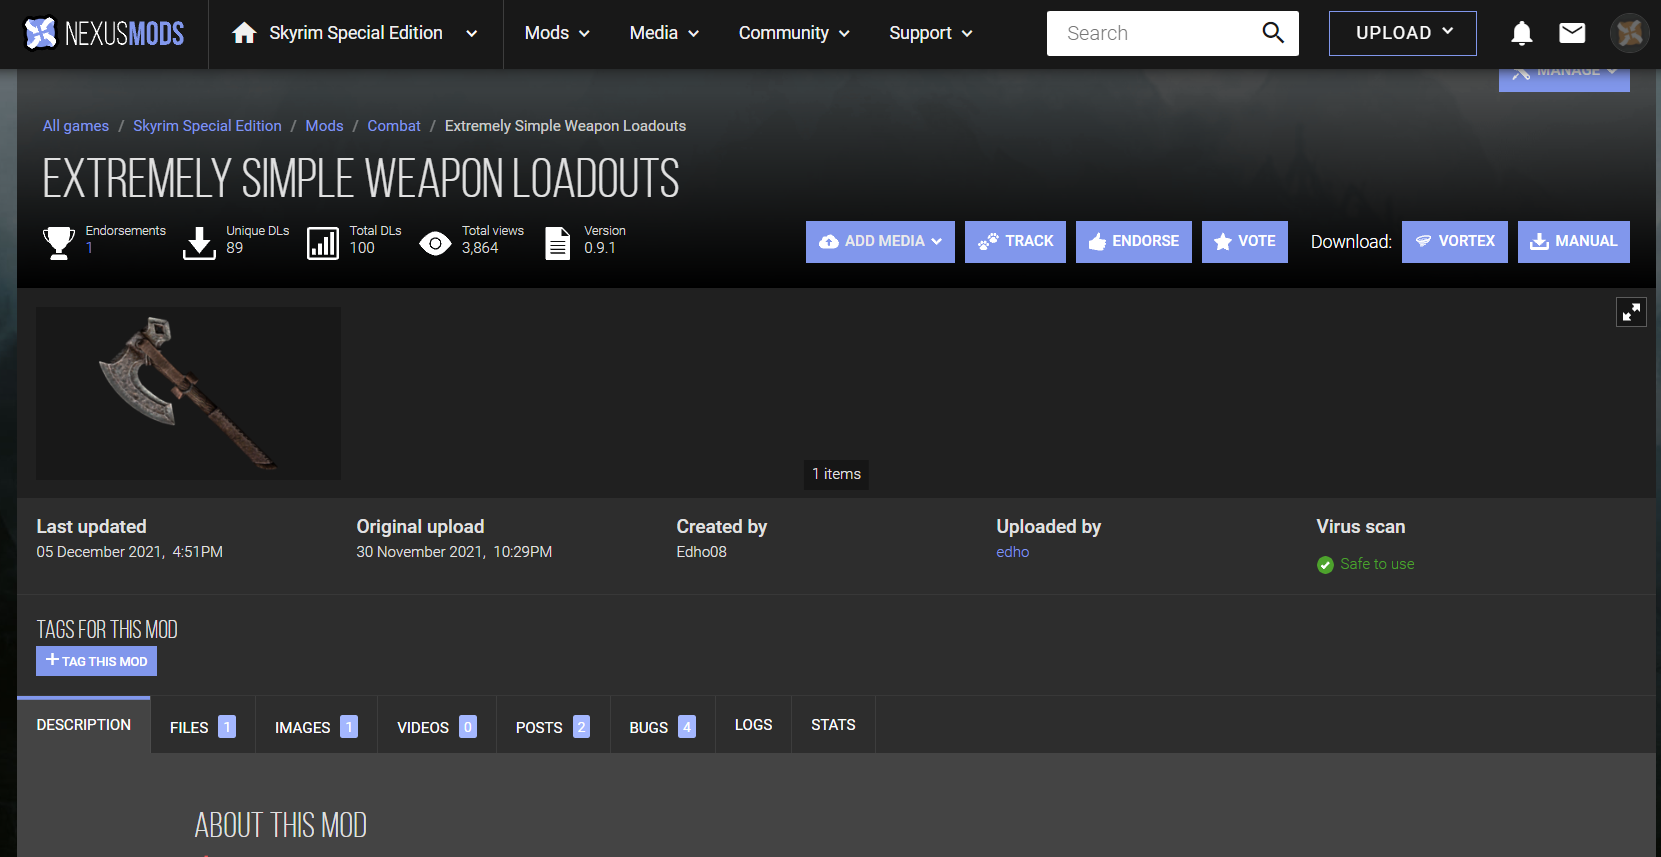 NEXUSMODS
Skyrim Special Edition
Mods
Media
Community
Support
Search
UPLOAD
MANAGE
All games / Skyrim Special Edition / Mods / Combat / Extremely Simple Weapon Loadouts
EXTREMELY SIMPLE WEAPON LOADOUTS
Endorsements
1
Unique DLs
89
Total DLs
100
Total views
3,864
Version
0.9.1
ADD MEDIA
TRACK
ENDORSE
VOTE
Download:
VORTEX
MANUAL
1 items
Last updated
05 December 2021, 4:51PM
Original upload
30 November 2021, 10:29PM
Created by
Edho08
Uploaded by
edho
Virus scan
Safe to use
TAGS FOR THIS MOD
+ TAG THIS MOD
DESCRIPTION
FILES 1
IMAGES 1
VIDEOS 0
POSTS 2
BUGS 4
LOGS
STATS
ABOUT THIS MOD